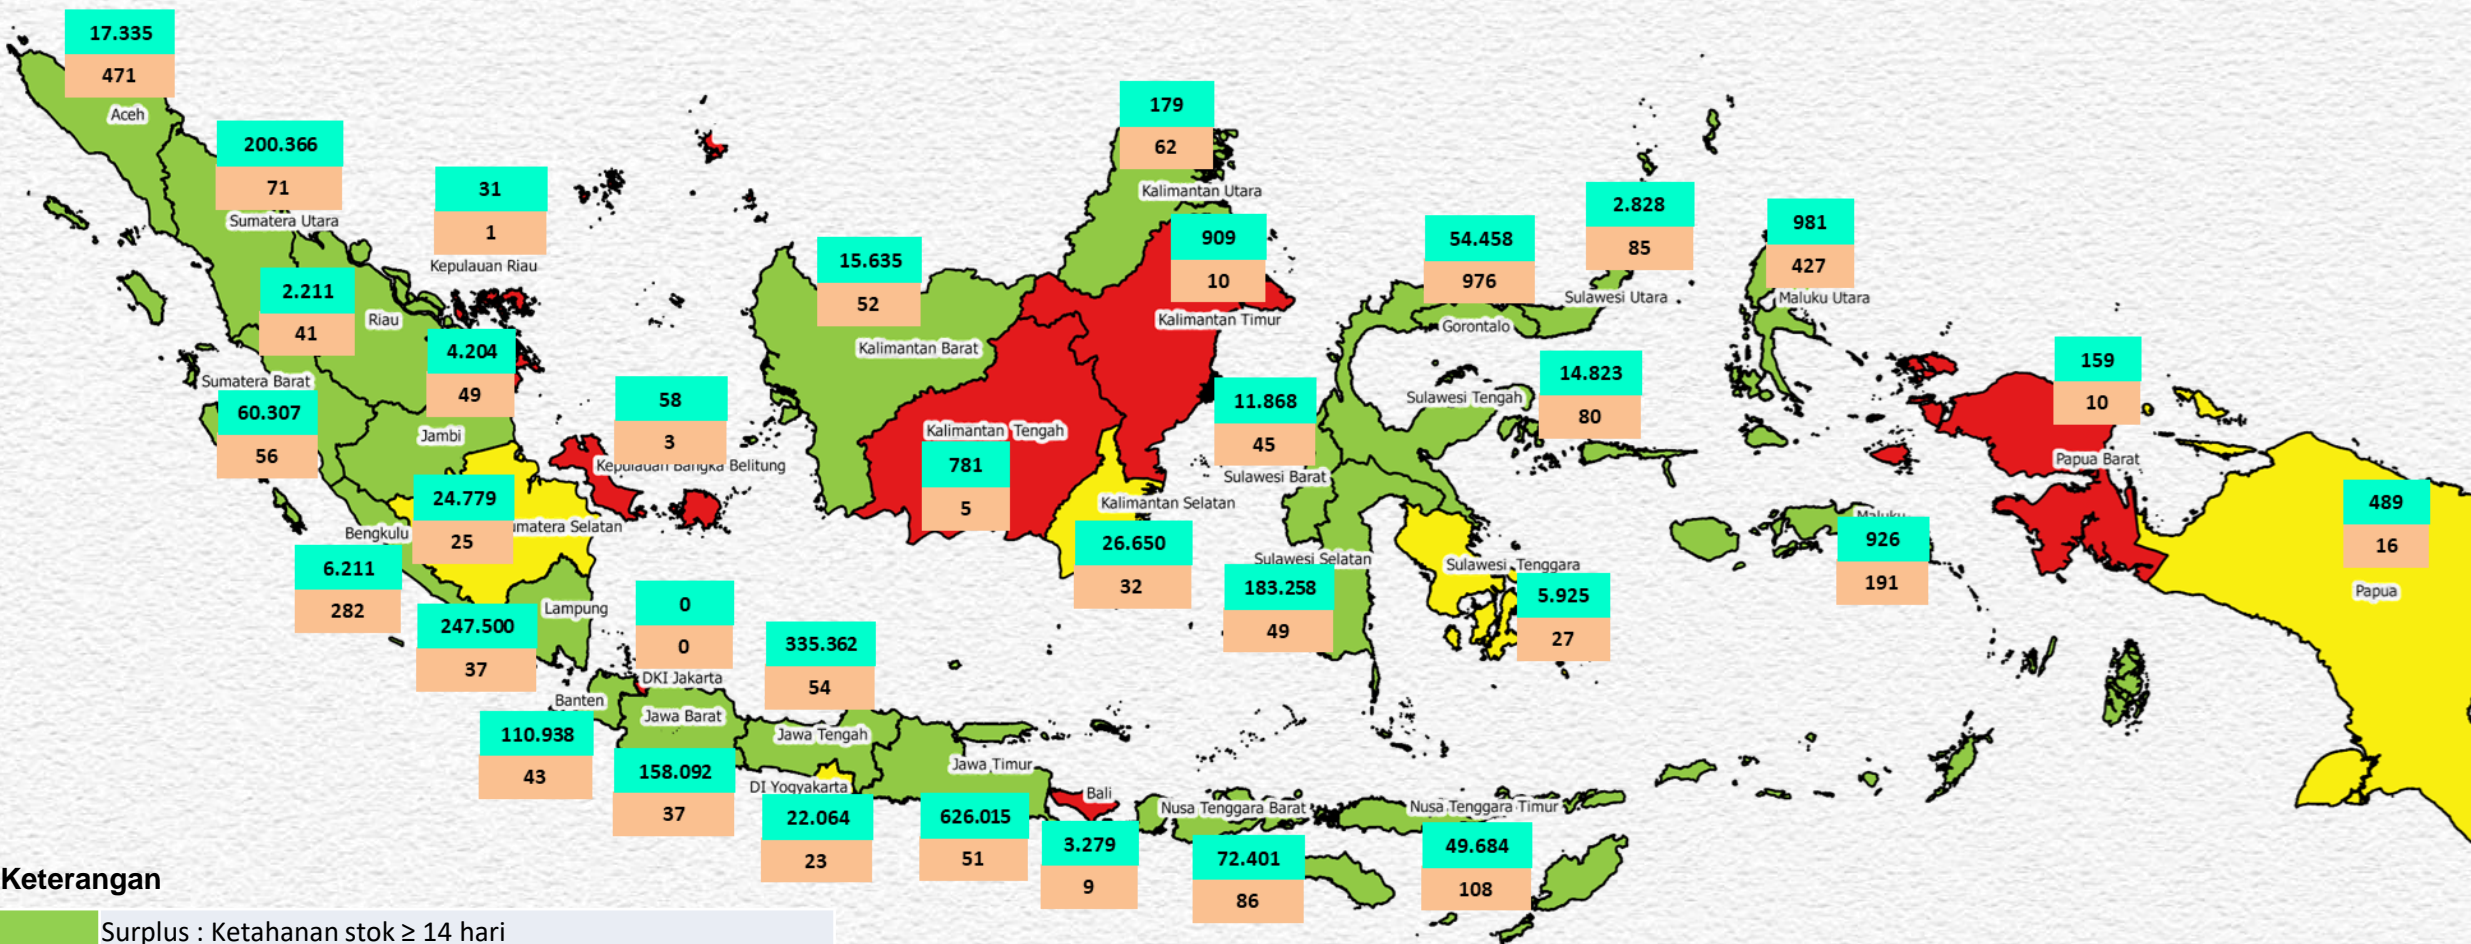 17.335
471
Aceh
200.366
71
Sumatera Utara
31
1
Kepulauan Riau
2.211
41
Riau
4.204
49
Sumatera Barat
60.307
56
Jambi
58
3
Kepulauan Bangka Belitung
24.779
25
umatera Selatan
Bengkulu
6.211
282
Lampung
247.500
37
0
0
DKI Jakarta
Banten
110.938
43
Jawa Barat
158.092
37
335.362
54
Jawa Tengah
DI Yogyakarta
22.064
23
Jawa Timur
626.015
51
Bali
3.279
9
Nusa Tenggara Barat
72.401
86
Nusa Tenggara Timur
49.684
108
15.635
52
Kalimantan Barat
179
62
Kalimantan Utara
909
10
Kalimantan Timur
Kalimantan Tengah
781
5
Kalimantan Selatan
26.650
32
54.458
976
Gorontalo
2.828
85
Sulawesi Utara
14.823
80
Sulawesi Tengah
11.868
45
Sulawesi Barat
Sulawesi Selatan
183.258
49
Sulawesi Tenggara
5.925
27
981
427
Maluku Utara
Maluku
926
191
159
10
Papua Barat
489
16
Papua
Keterangan
Surplus : Ketahanan stok ≥ 14 hari